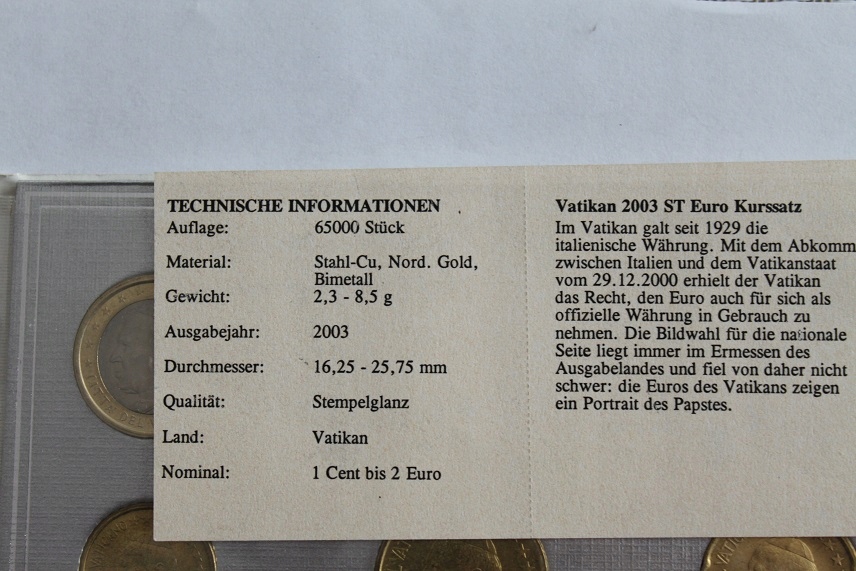 TECHNISCHE INFORMATIONEN
Auflage: 65000 Stück
Material: Stahl-Cu, Nord. Gold,
Bimetall
Gewicht: 2,3 - 8,5 g
Ausgabejahr: 2003
Durchmesser: 16,25 - 25,75 mm
Qualität: Stempelglanz
Land: Vatikan
Nominal: 1 Cent bis 2 Euro
Vatikan 2003 ST Euro Kurssatz
Im Vatikan galt seit 1929 die
italienische Währung. Mit dem Abkomm
zwischen Italien und dem Vatikanstaat
vom 29.12.2000 erhielt der Vatikan
das Recht, den Euro auch für sich als
offizielle Währung in Gebrauch zu
nehmen. Die Bildwahl für die nationale
Seite liegt immer im Ermessen des
Ausgabelandes und fiel von daher nicht
schwer: die Euros des Vatikans zeigen
ein Portrait des Papstes.